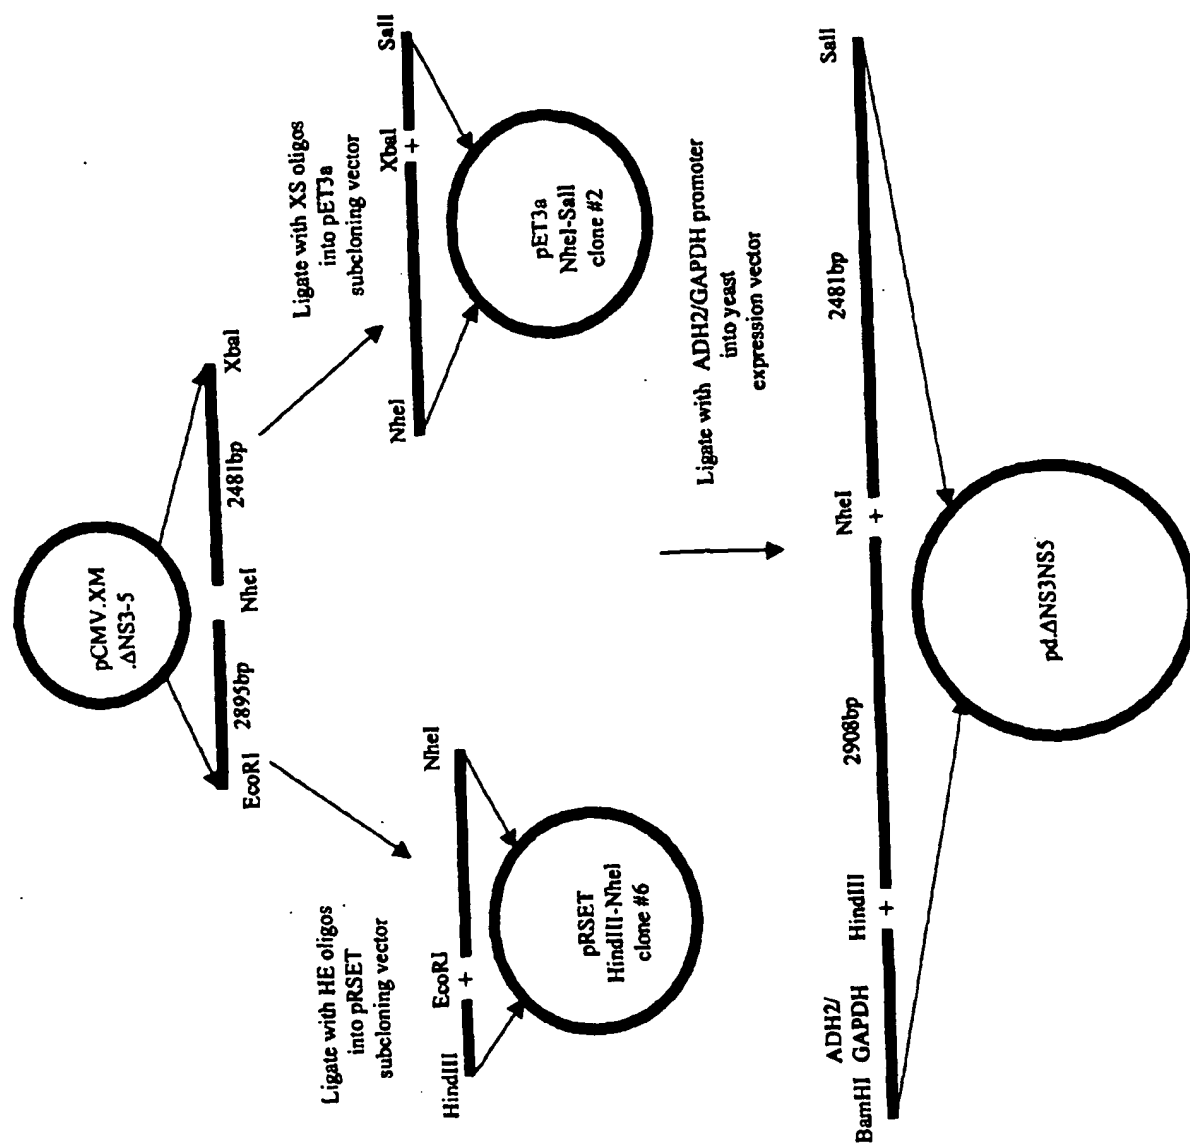 pCMV.XM
.ΔNS3-5
EcoRI
2895bp
NheI
2481bp
XbaI
Ligate with HE oligos
into pRSET
subcloning vector
Ligate with XS oligos
into pET3a
subcloning vector
HindIII
EcoRI
+
NheI
pRSET
HindIII-NheI
clone #6
NheI
XbaI
+
SalI
pET3a
NheI-SalI
clone #2
Ligate with ADH2/GAPDH promoter
into yeast
expression vector
BamHI
ADH2/
GAPDH
HindIII
+
2908bp
NheI
+
2481bp
SalI
pd.ΔNS3NS5